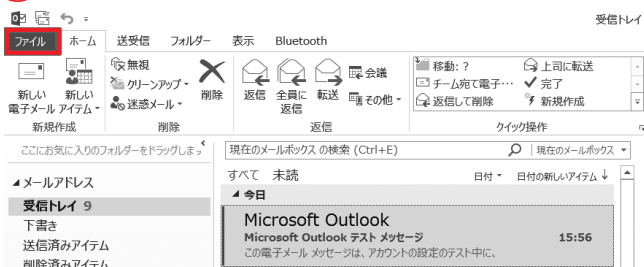 受信トレイ
ファイル ホーム 送受信 フォルダー 表示 Bluetooth
新しい 電子メール
新しい アイテム
無視
クリーンアップ
迷惑メール
削除
返信
全員に 返信
転送
会議
その他
移動: ?
チーム宛て電子…
返信して削除
上司に転送
完了
新規作成
新規作成 削除 返信 クイック操作
ここにお気に入りのフォルダーをドラッグしま
現在のメールボックス の検索 (Ctrl+E) 現在のメールボックス
メールアドレス
受信トレイ 9
下書き
送信済みアイテム
削除済みアイテム
すべて 未読 日付 日付の新しいアイテム ↓
今日
Microsoft Outlook
Microsoft Outlook テスト メッセージ 15:56
この電子メール メッセージは、アカウントの設定のテスト中に、